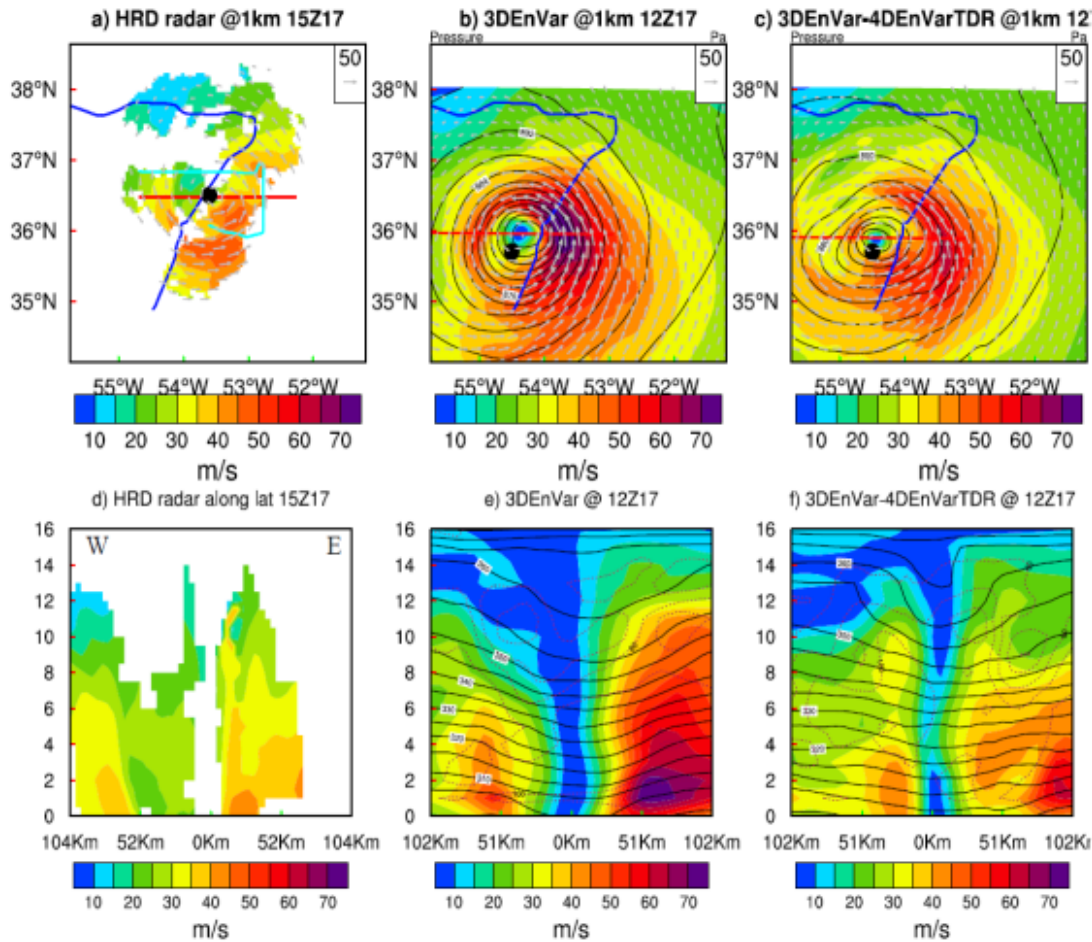 a) HRD radar @1km 15Z17
b) 3DEnVar @1km 12Z17
c) 3DEnVar-4DEnVarTDR @1km 12
Pressure Pa
Pressure Pa
50
50
50
38°N
37°N
36°N
35°N
38°N
37°N
36°N
35°N
38°N
37°N
36°N
35°N
55°W 54°W 53°W 52°W
55°W 54°W 53°W 52°W
55°W 54°W 53°W 52°W
10 20 30 40 50 60 70
10 20 30 40 50 60 70
10 20 30 40 50 60 70
m/s
m/s
m/s
d) HRD radar along lat 15Z17
e) 3DEnVar @ 12Z17
f) 3DEnVar-4DEnVarTDR @ 12Z17
W E
16
14
12
10
8
6
4
2
0
16
14
12
10
8
6
4
2
0
340
330
320
310
16
14
12
10
8
6
4
2
0
330
320
104Km 52Km 0Km 52Km 104Km
102Km 51Km 0Km 51Km 102Km
102Km 51Km 0Km 51Km 102Km
10 20 30 40 50 60 70
10 20 30 40 50 60 70
10 20 30 40 50 60 70
m/s
m/s
m/s